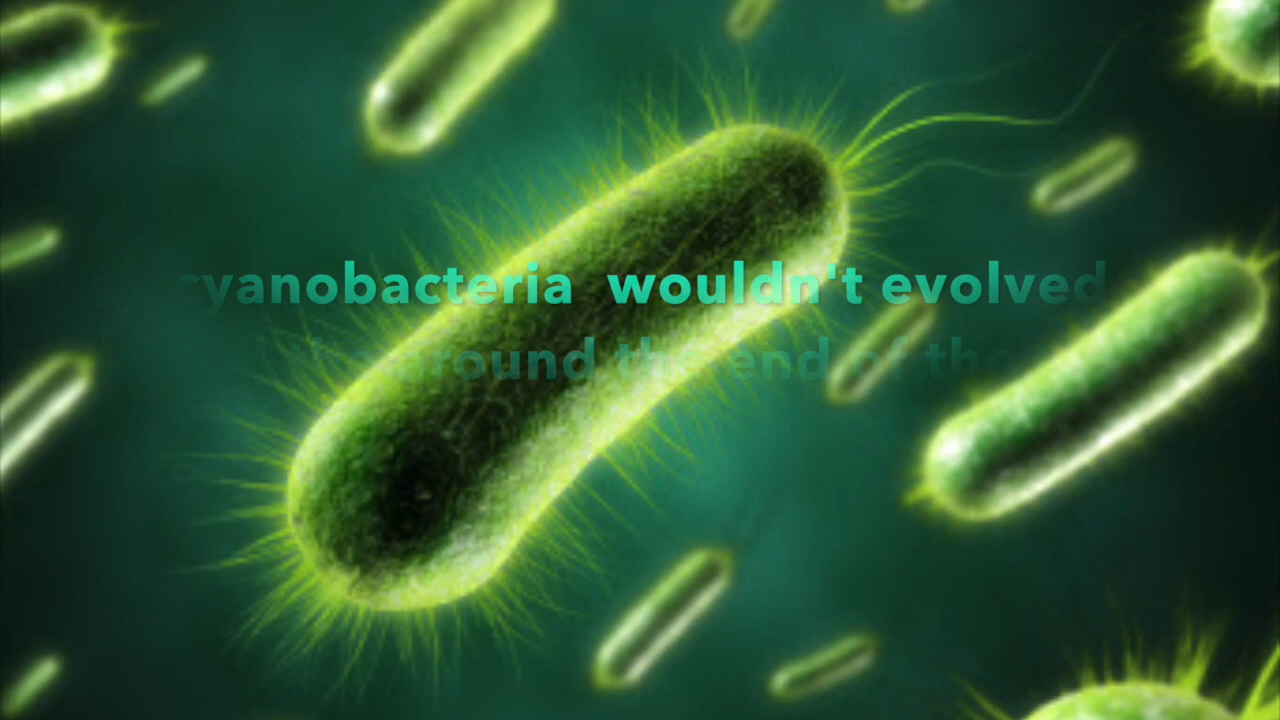 cyanobacteria wouldn't evolved
around the end of the